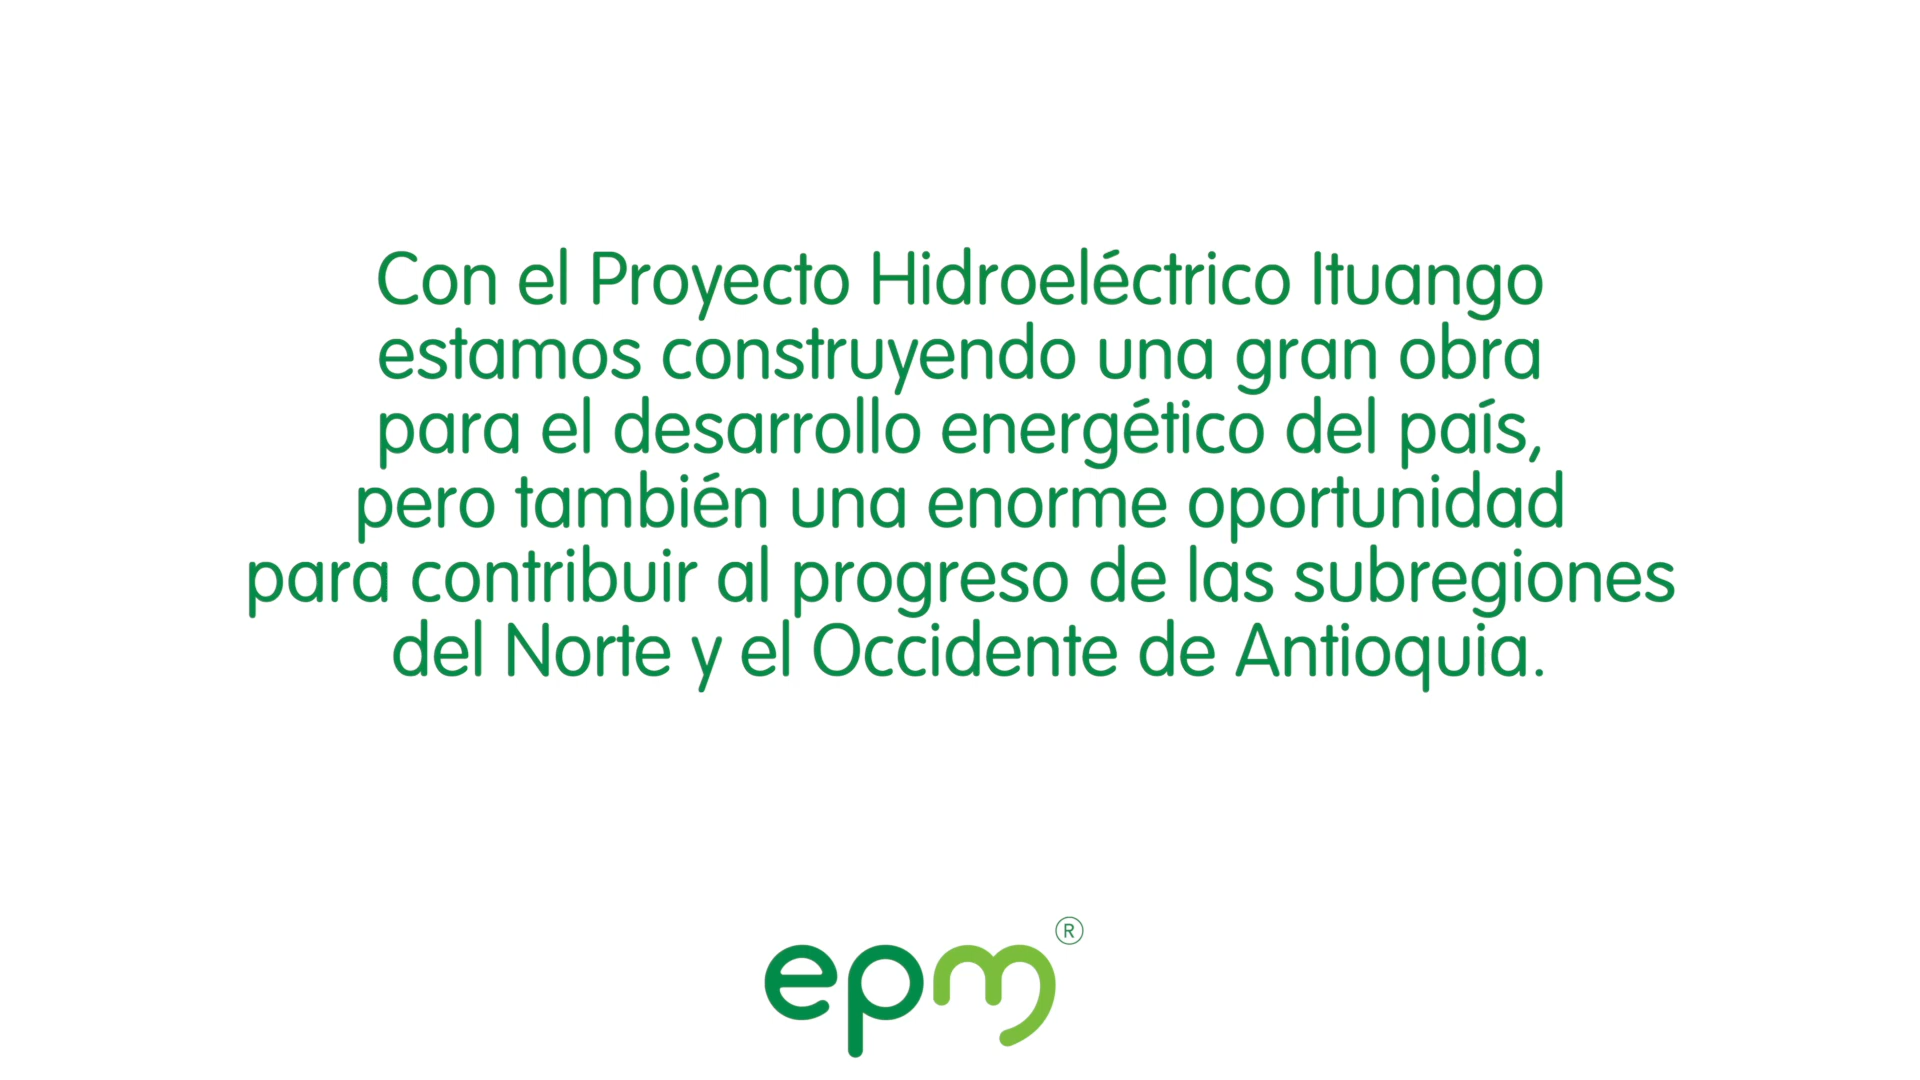 Con el Proyecto Hidroeléctrico Ituango
estamos construyendo una gran obra
para el desarrollo energético del país,
pero también una enorme oportunidad
para contribuir al progreso de las subregiones
del Norte y el Occidente de Antioquia.
epm®